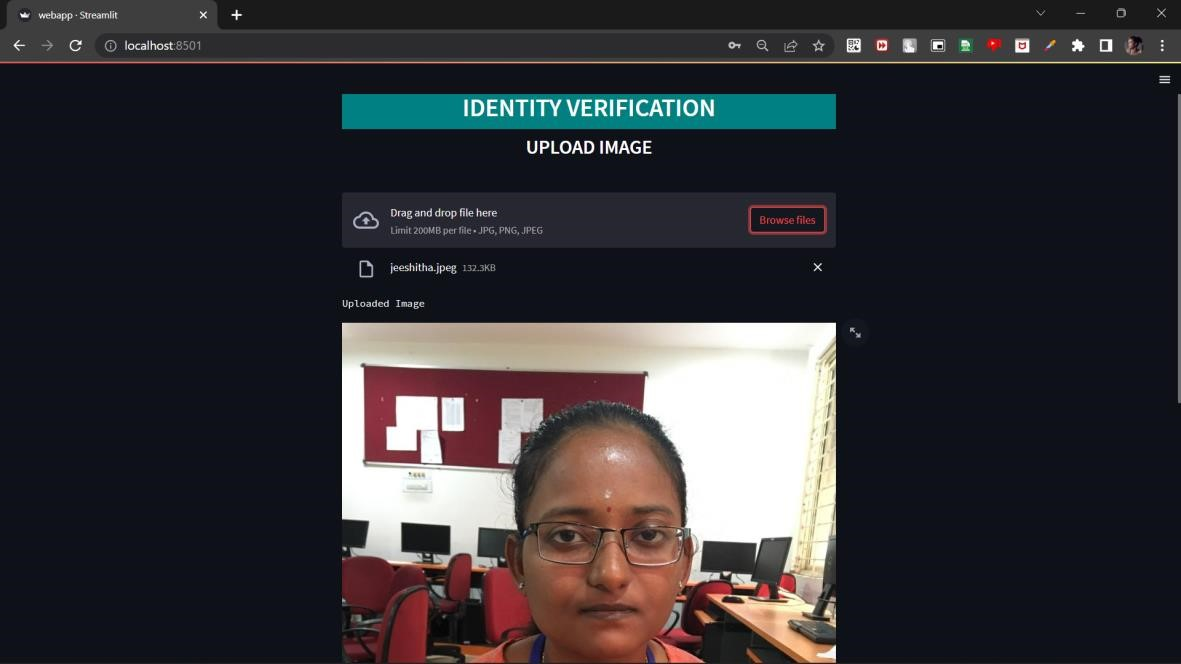 webapp · Streamlit
localhost:8501
IDENTITY VERIFICATION
UPLOAD IMAGE
Drag and drop file here
Limit 200MB per file • JPG, PNG, JPEG
Browse files
jeeshitha.jpeg 132.3KB
Uploaded Image